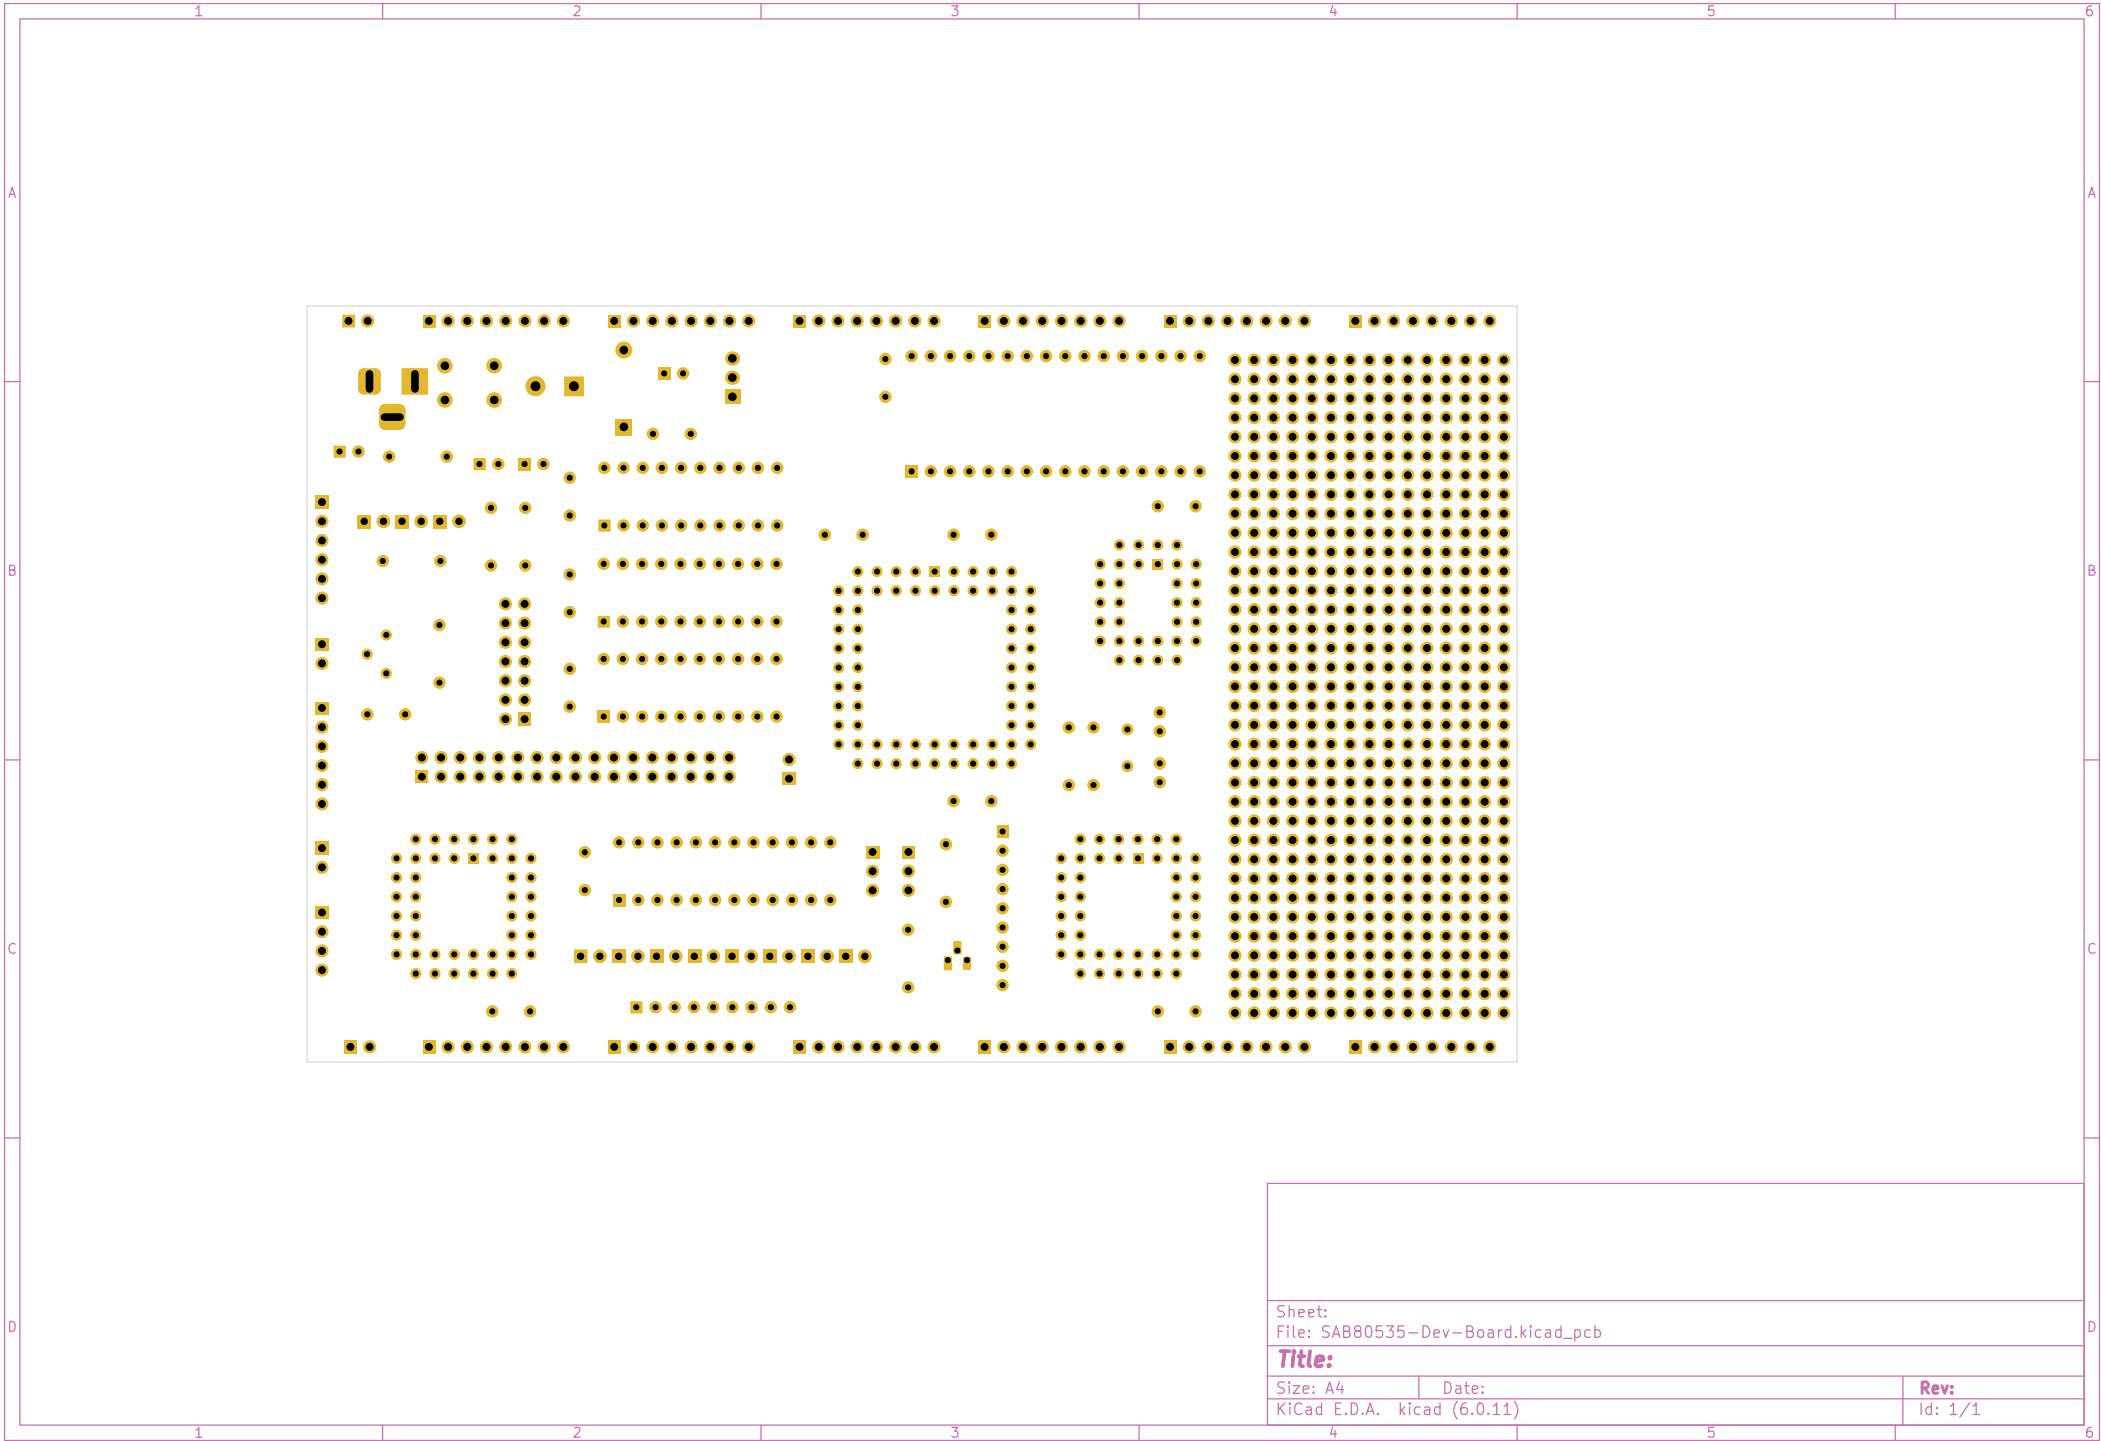 1 2 3 4 5 6
A A
B B
C C
D D
Sheet:
File: SAB80535-Dev-Board.kicad_pcb
Title:
Size: A4 Date: Rev:
KiCad E.D.A. kicad (6.0.11) Id: 1/1
1 2 3 4 5 6